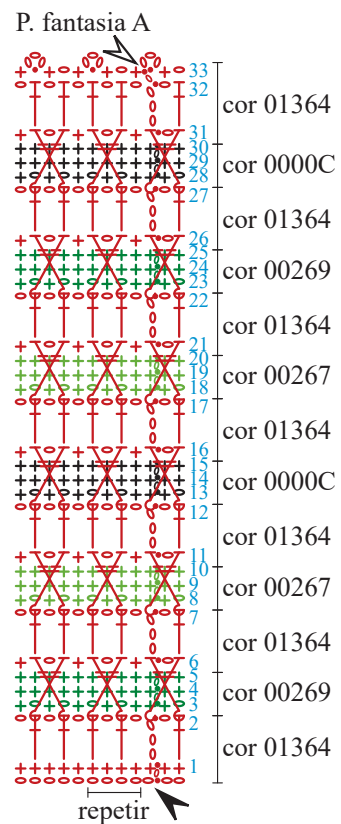 P. fantasia A
33
32
cor 01364
31
30
29
28
cor 0000C
27
cor 01364
26
25
24
23
cor 00269
22
cor 01364
21
20
19
18
cor 00267
17
cor 01364
16
15
14
13
cor 0000C
12
cor 01364
11
10
9
8
cor 00267
7
cor 01364
6
5
4
3
cor 00269
2
cor 01364
1
repetir